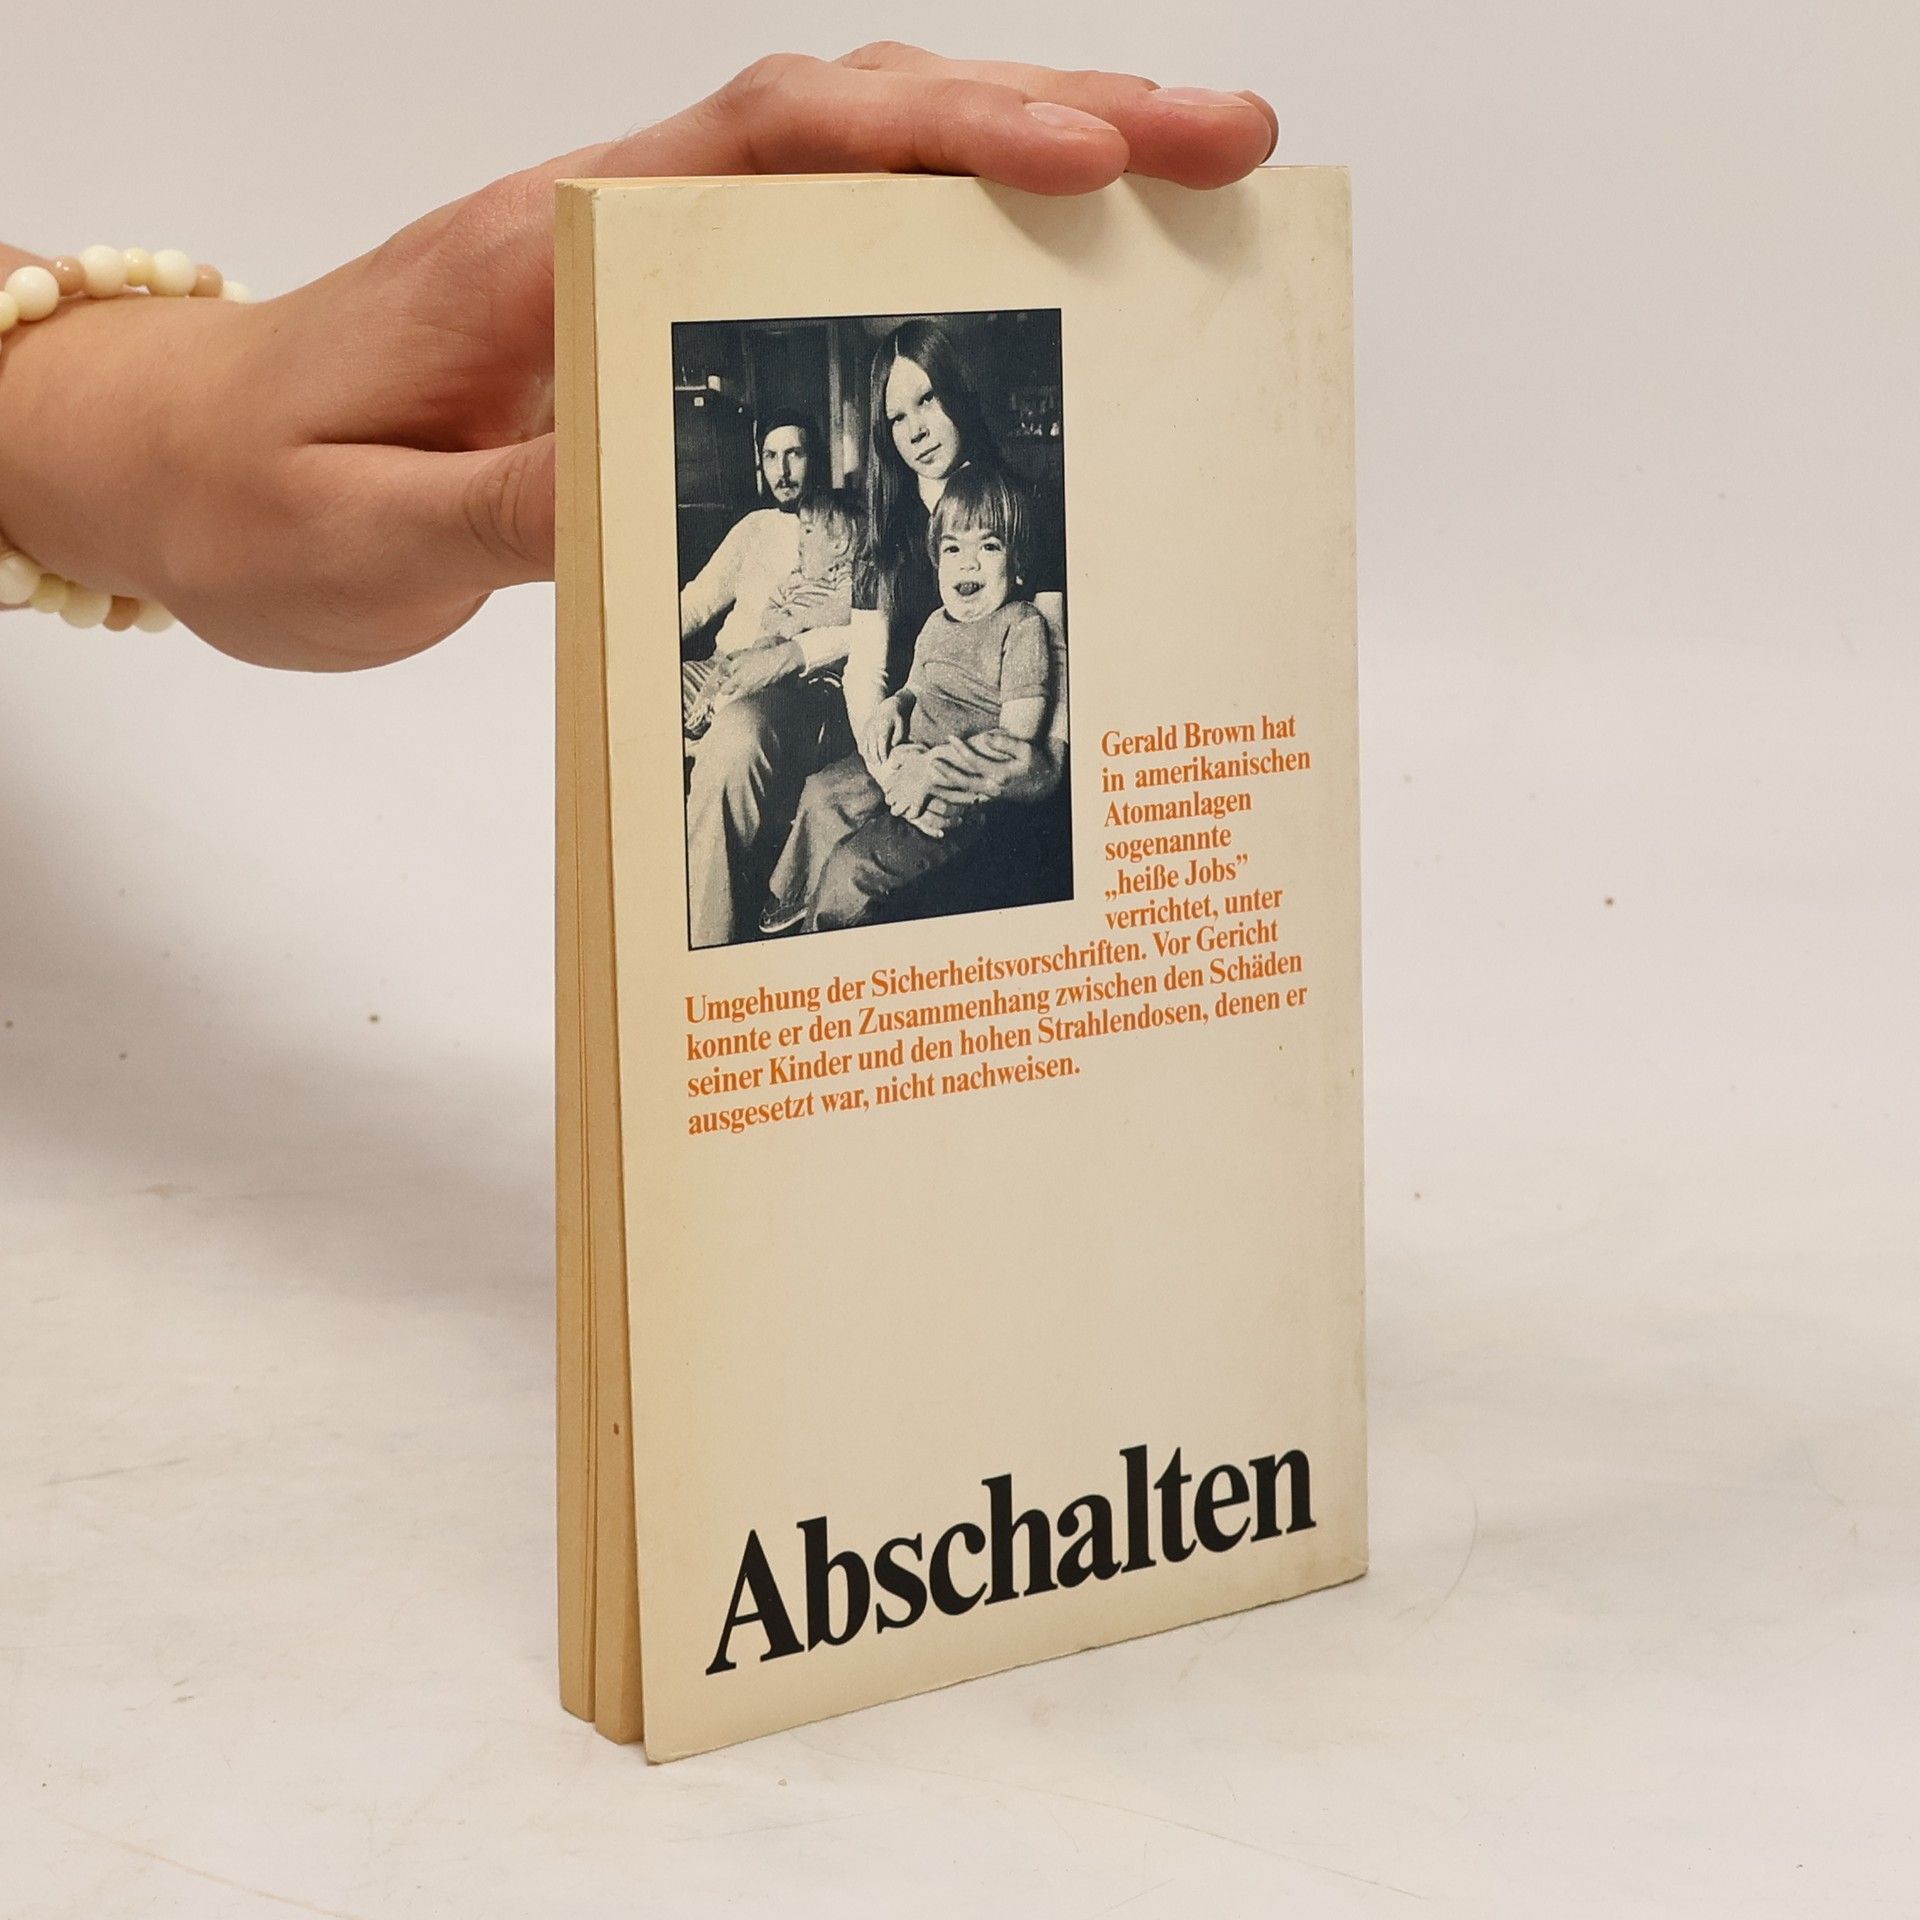 Gerald Brown hat
in amerikanischen
Atomanlagen
sogenannte
„heiße Jobs”
verrichtet, unter
Umgehung der Sicherheitsvorschriften. Vor Gericht
konnte er den Zusammenhang zwischen den Schäden
seiner Kinder und den hohen Strahlendosen, denen er
ausgesetzt war, nicht nachweisen.
Abschalten